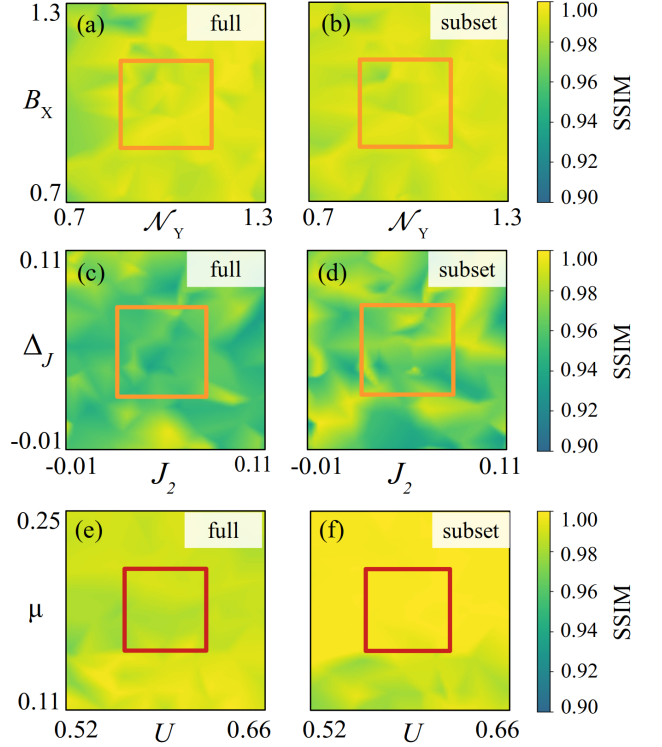 1.3 (a) full (b) subset 1.00
0.98
B_X 0.96 SSIM
0.94
0.92
0.7 0.90
0.7 𝒩_Y 1.3 0.7 𝒩_Y 1.3
0.11 (c) full (d) subset 1.00
0.98
Δ_J 0.96 SSIM
0.94
0.92
-0.01 0.90
-0.01 J_2 0.11 -0.01 J_2 0.11
0.25 (e) full (f) subset 1.00
0.98
μ 0.96 SSIM
0.94
0.92
0.11 0.90
0.52 U 0.66 0.52 U 0.66